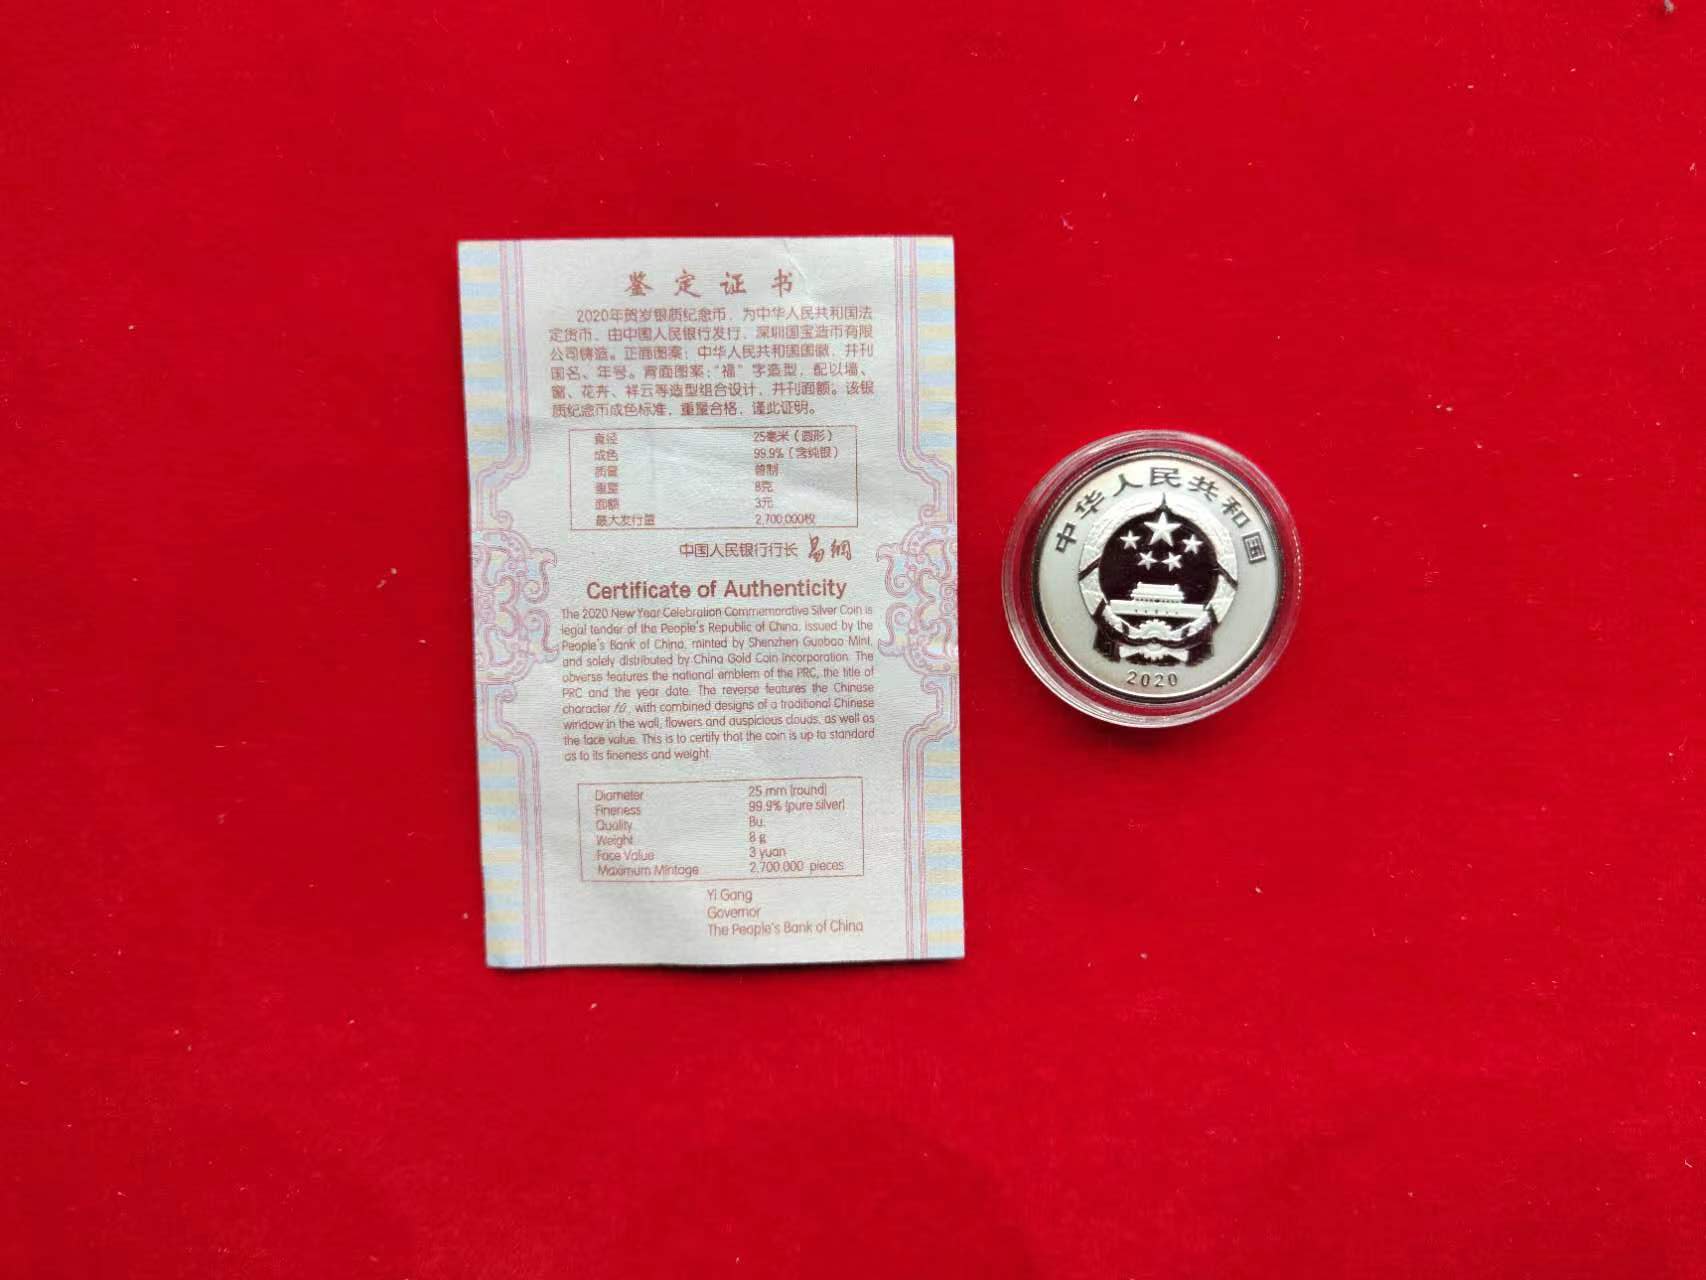 鉴定证书
2020年贺岁银质纪念币，为中华人民共和国法
定货币，由中国人民银行发行，深圳国宝造币有限
公司铸造。正面图案：中华人民共和国国徽，并刊
国名、年号。背面图案：“福”字造型，配以墙、
窗、花卉、祥云等造型组合设计，并刊面额。该银
质纪念币成色标准，重量合格，谨此证明。
直径 25毫米（圆形）
成色 99.9%（含纯银）
质量 普制
重量 8克
面额 3元
最大发行量 2,700,000枚
中国人民银行行长 易纲
Certificate of Authenticity
The 2020 New Year Celebration Commemorative Silver Coin is
legal tender of the People's Republic of China, issued by the
People's Bank of China, minted by Shenzhen Guobao Mint,
and solely distributed by China Gold Coin Incorporation. The
obverse features the national emblem of the PRC, the title of
PRC and the year date. The reverse features the Chinese
character fú, with combined designs of a traditional Chinese
window in the wall, flowers and auspicious clouds, as well as
the face value. This is to certify that the coin is up to standard
as to its fineness and weight.
Diameter 25 mm (round)
Fineness 99.9% (pure silver)
Quality Bu.
Weight 8 g
Face Value 3 yuan
Maximum Mintage 2,700,000 pieces
Yi Gang
Governor
The People's Bank of China
中华人民共和国
2020